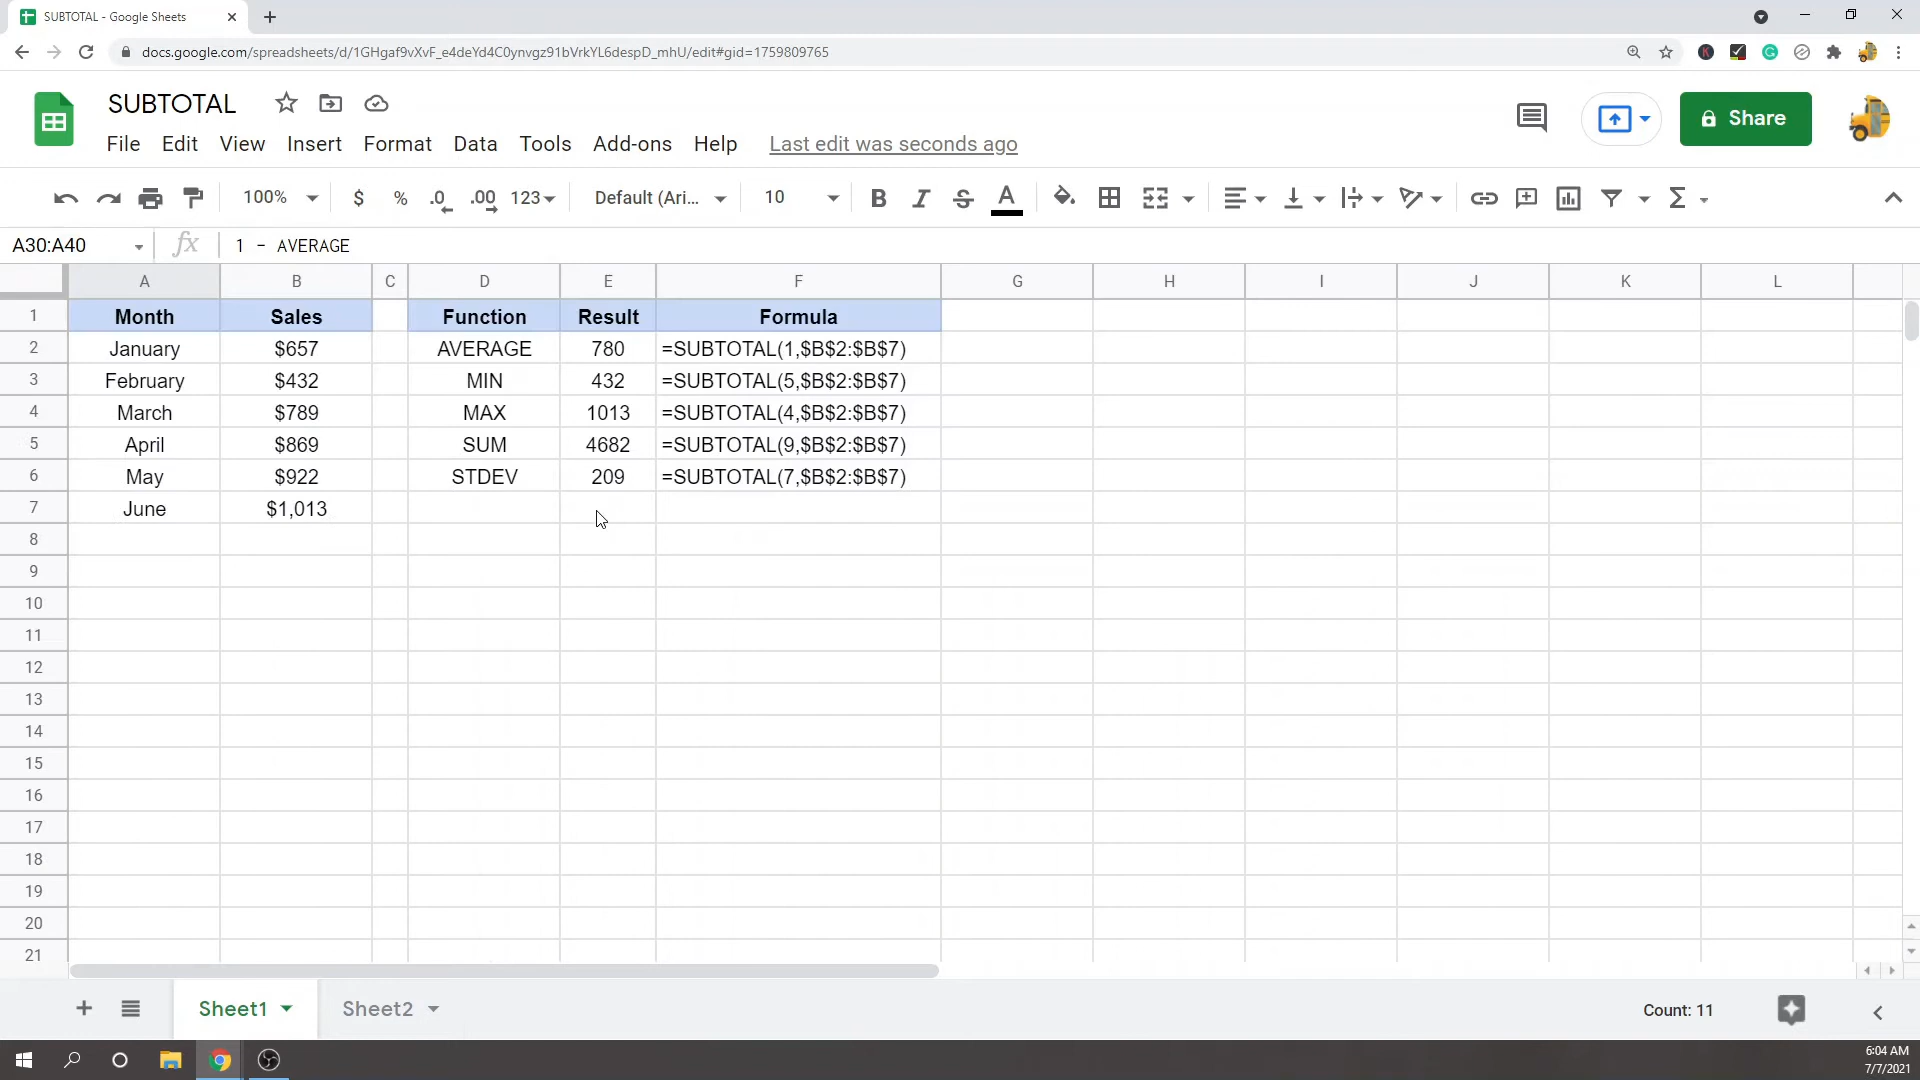 SUBTOTAL - Google Sheets
docs.google.com/spreadsheets/d/1GHgaf9vXvF_e4deYd4C0ynvgz91bVrkYL6despD_mhU/edit#gid=1759809765
SUBTOTAL
File Edit View Insert Format Data Tools Add-ons Help Last edit was seconds ago
Share
100% $ % .0 .00 123 Default (Ari... 10 B I S A Σ
A30:A40 fx 1 - AVERAGE
A B C D E F G H I J K L
1 Month Sales Function Result Formula
2 January $657 AVERAGE 780 =SUBTOTAL(1,$B$2:$B$7)
3 February $432 MIN 432 =SUBTOTAL(5,$B$2:$B$7)
4 March $789 MAX 1013 =SUBTOTAL(4,$B$2:$B$7)
5 April $869 SUM 4682 =SUBTOTAL(9,$B$2:$B$7)
6 May $922 STDEV 209 =SUBTOTAL(7,$B$2:$B$7)
7 June $1,013
8
9
10
11
12
13
14
15
16
17
18
19
20
21
Sheet1 Sheet2 Count: 11
6:04 AM
7/7/2021